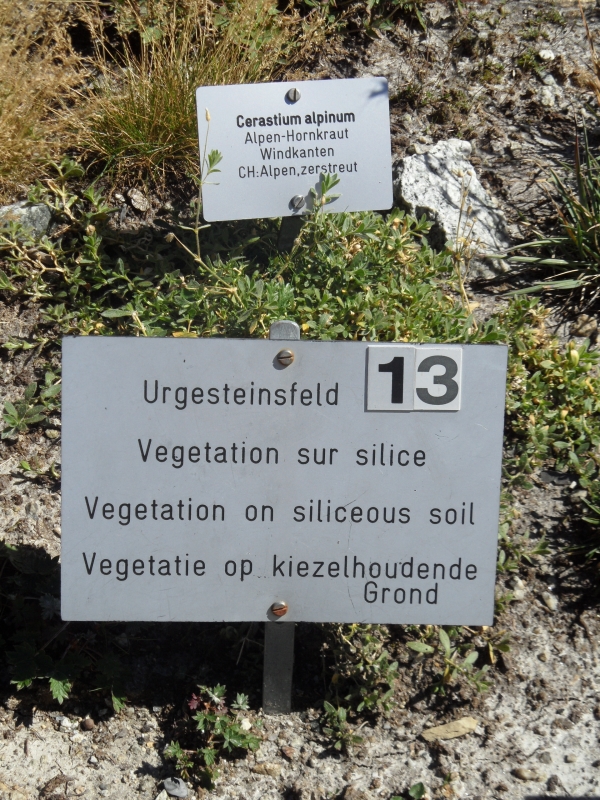 Cerastium alpinum
Alpen-Hornkraut
Windkanten
CH:Alpen,zerstreut
Urgesteinsfeld 13
Vegetation sur silice
Vegetation on siliceous soil
Vegetatie op kiezelhoudende
Grond